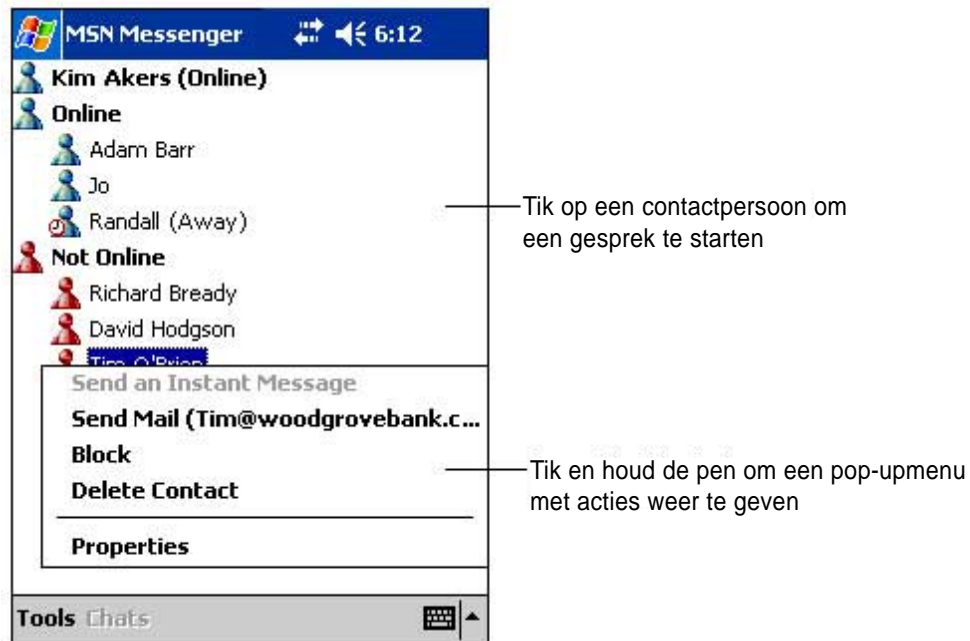 MSN Messenger 6:12
Kim Akers (Online)
Online
Adam Barr
Jo
Randall (Away)
Tik op een contactpersoon om
een gesprek te starten
Not Online
Richard Bready
David Hodgson
Tim O'Brien
Send an Instant Message
Send Mail (Tim@woodgrovebank.c...
Block
Delete Contact
Properties
Tik en houd de pen om een pop-upmenu
met acties weer te geven
Tools Chats